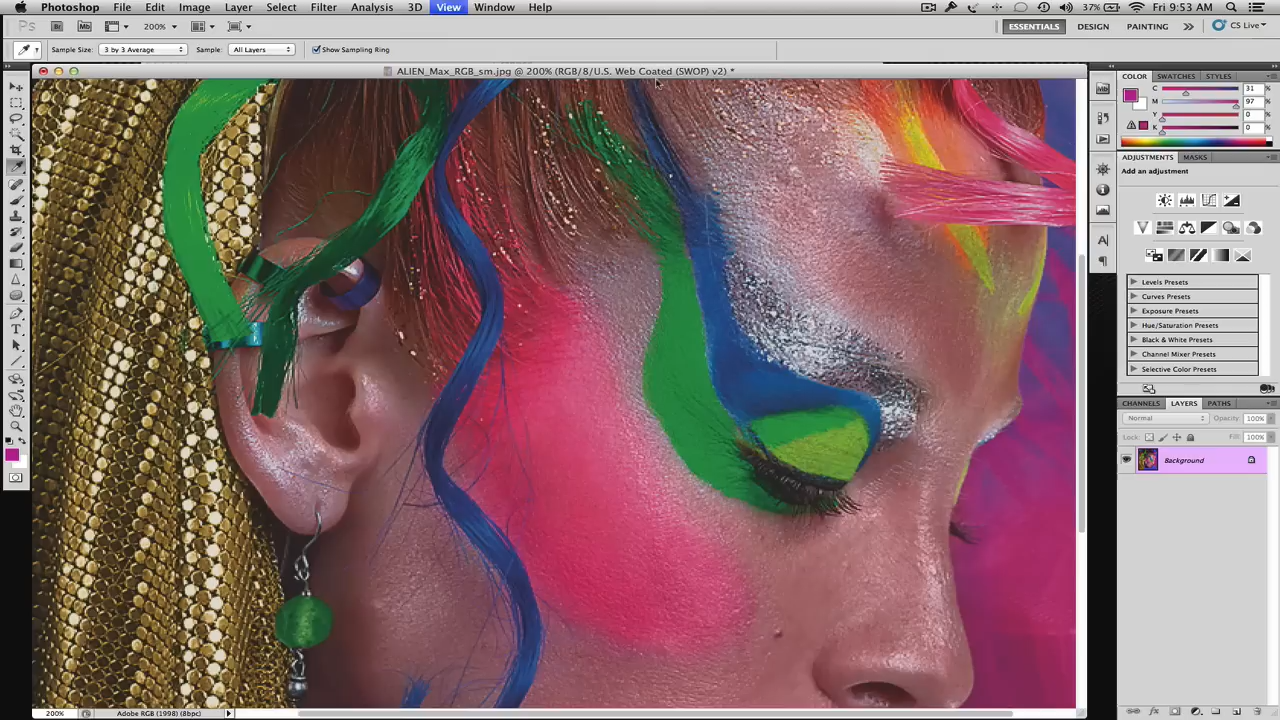 Photoshop File Edit Image Layer Select Filter Analysis 3D View Window Help 37% Fri 9:53 AM
Ps Br Mb 200% ESSENTIALS DESIGN PAINTING >> CS Live
Sample Size: 3 by 3 Average Sample: All Layers Show Sampling Ring
ALIEN_Max_RGB_sm.jpg @ 200% (RGB/8/U.S. Web Coated (SWOP) v2) *
COLOR SWATCHES STYLES
C 31 %
M 97 %
Y 0 %
K 0 %
ADJUSTMENTS MASKS
Add an adjustment
Levels Presets
Curves Presets
Exposure Presets
Hue/Saturation Presets
Black & White Presets
Channel Mixer Presets
Selective Color Presets
CHANNELS LAYERS PATHS
Normal Opacity: 100%
Lock: Fill: 100%
Background
200% Adobe RGB (1998) (8bpc)